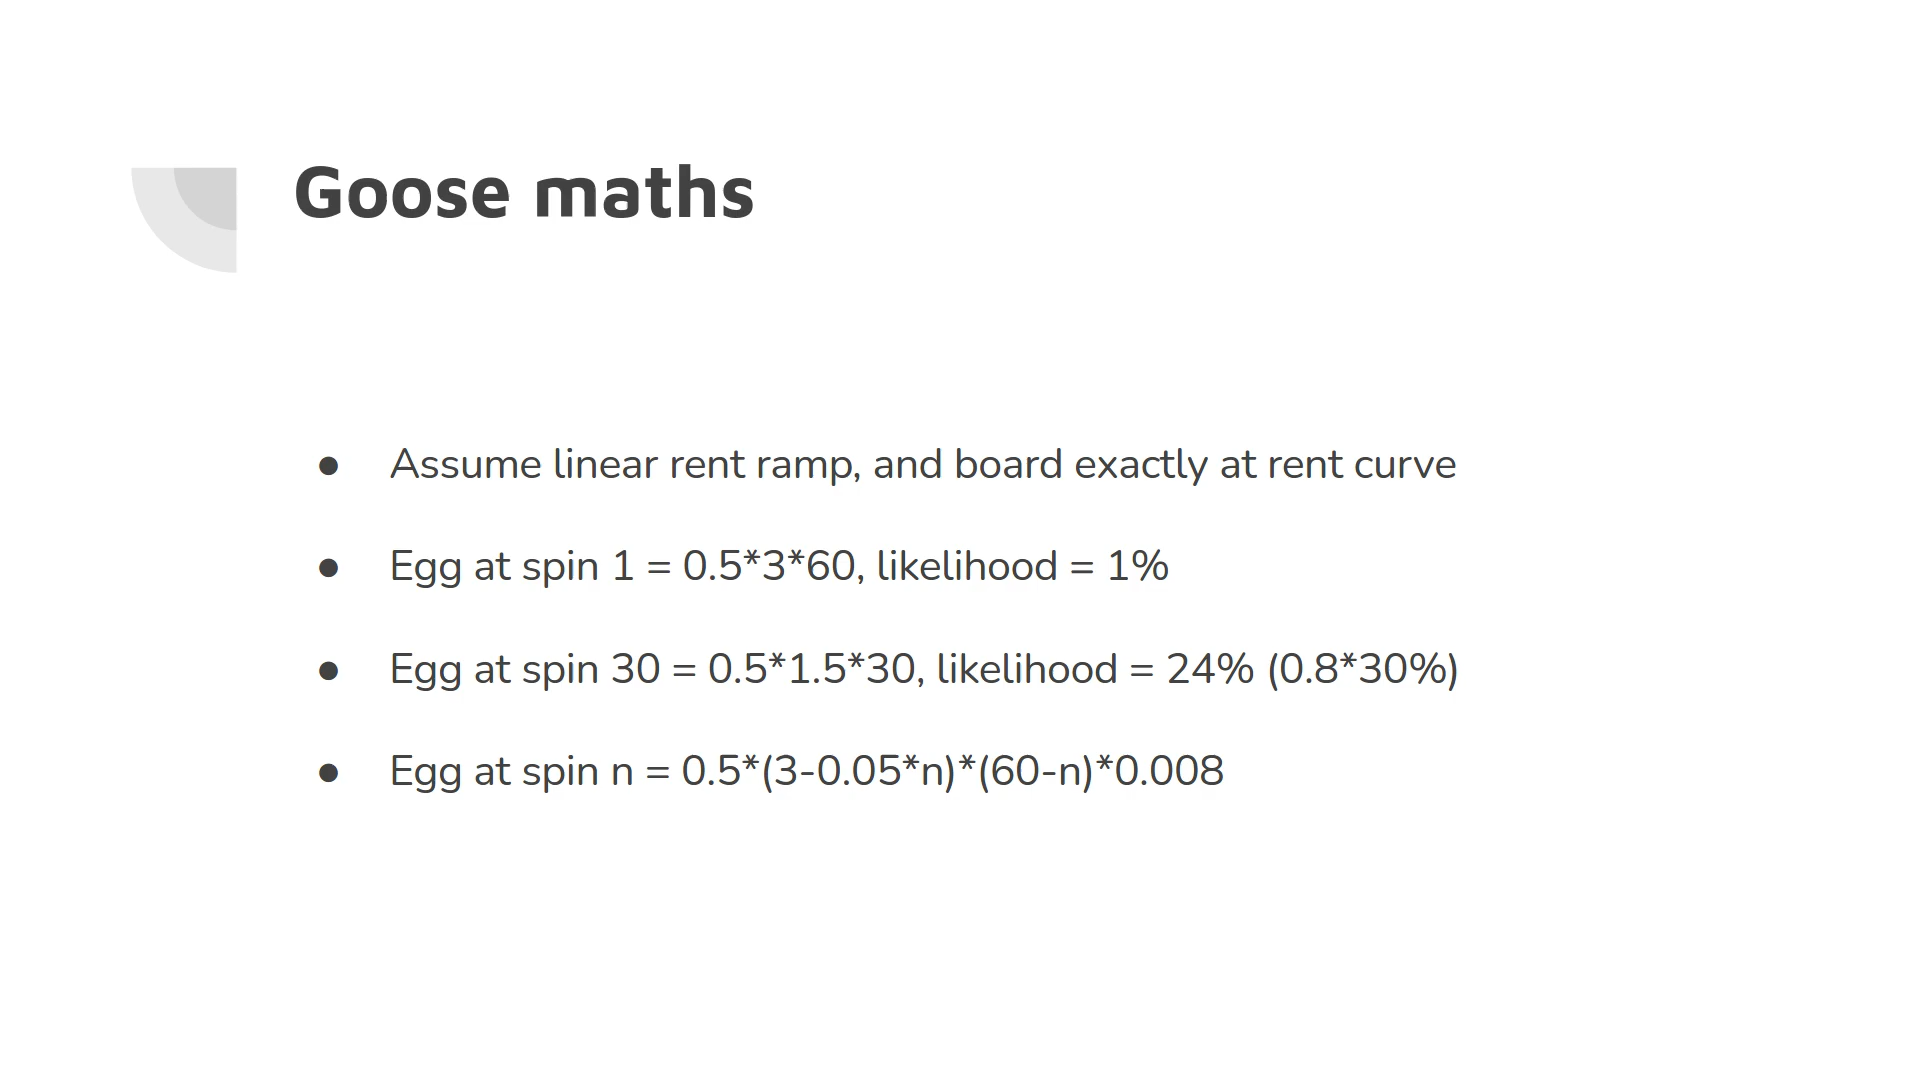 Goose maths
● Assume linear rent ramp, and board exactly at rent curve
● Egg at spin 1 = 0.5*3*60, likelihood = 1%
● Egg at spin 30 = 0.5*1.5*30, likelihood = 24% (0.8*30%)
● Egg at spin n = 0.5*(3-0.05*n)*(60-n)*0.008